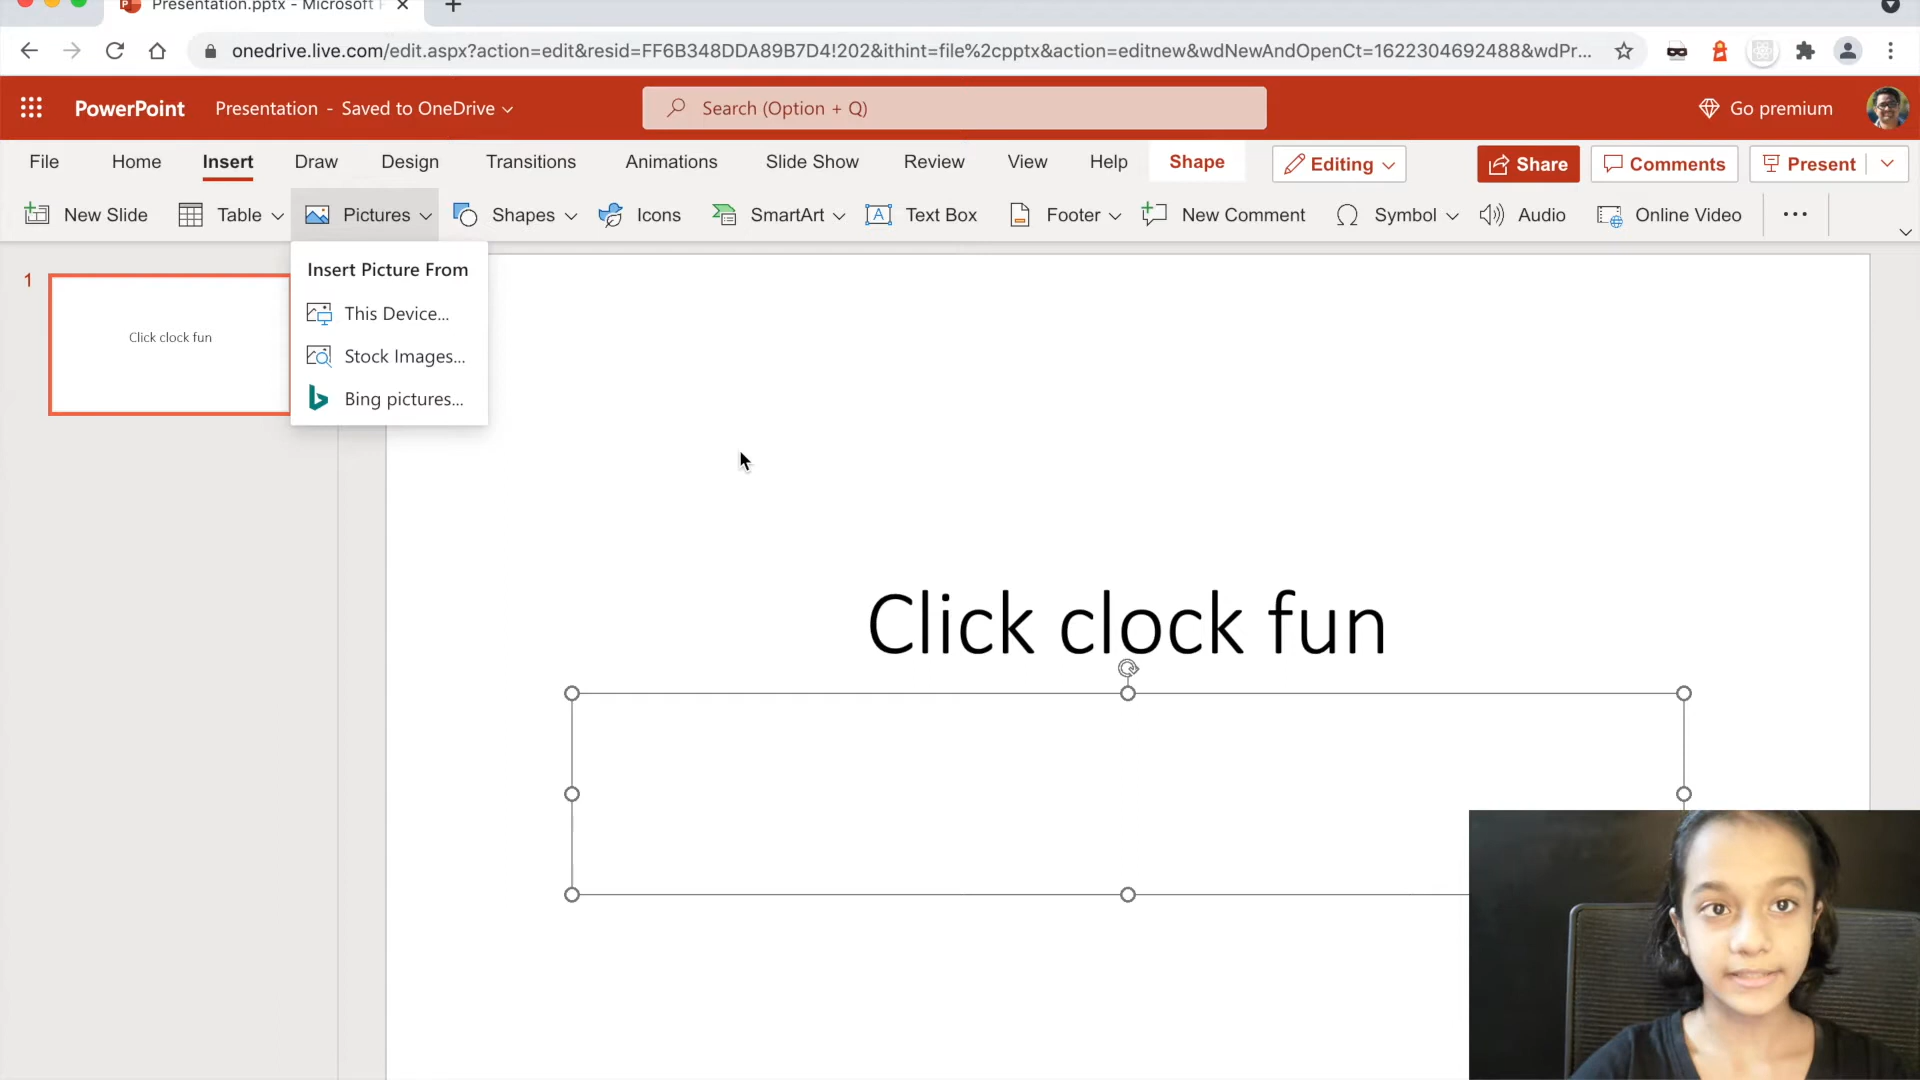 Presentation.pptx - Microsoft
onedrive.live.com/edit.aspx?action=edit&resid=FF6B348DDA89B7D4!202&ithint=file%2cpptx&action=editnew&wdNewAndOpenCt=1622304692488&wdPr...
PowerPoint Presentation - Saved to OneDrive Search (Option + Q) Go premium
File Home Insert Draw Design Transitions Animations Slide Show Review View Help Shape Editing Share Comments Present
New Slide Table Pictures Shapes Icons SmartArt Text Box Footer New Comment Symbol Audio Online Video ...
Insert Picture From
This Device...
Stock Images...
Bing pictures...
1
Click clock fun
Click clock fun